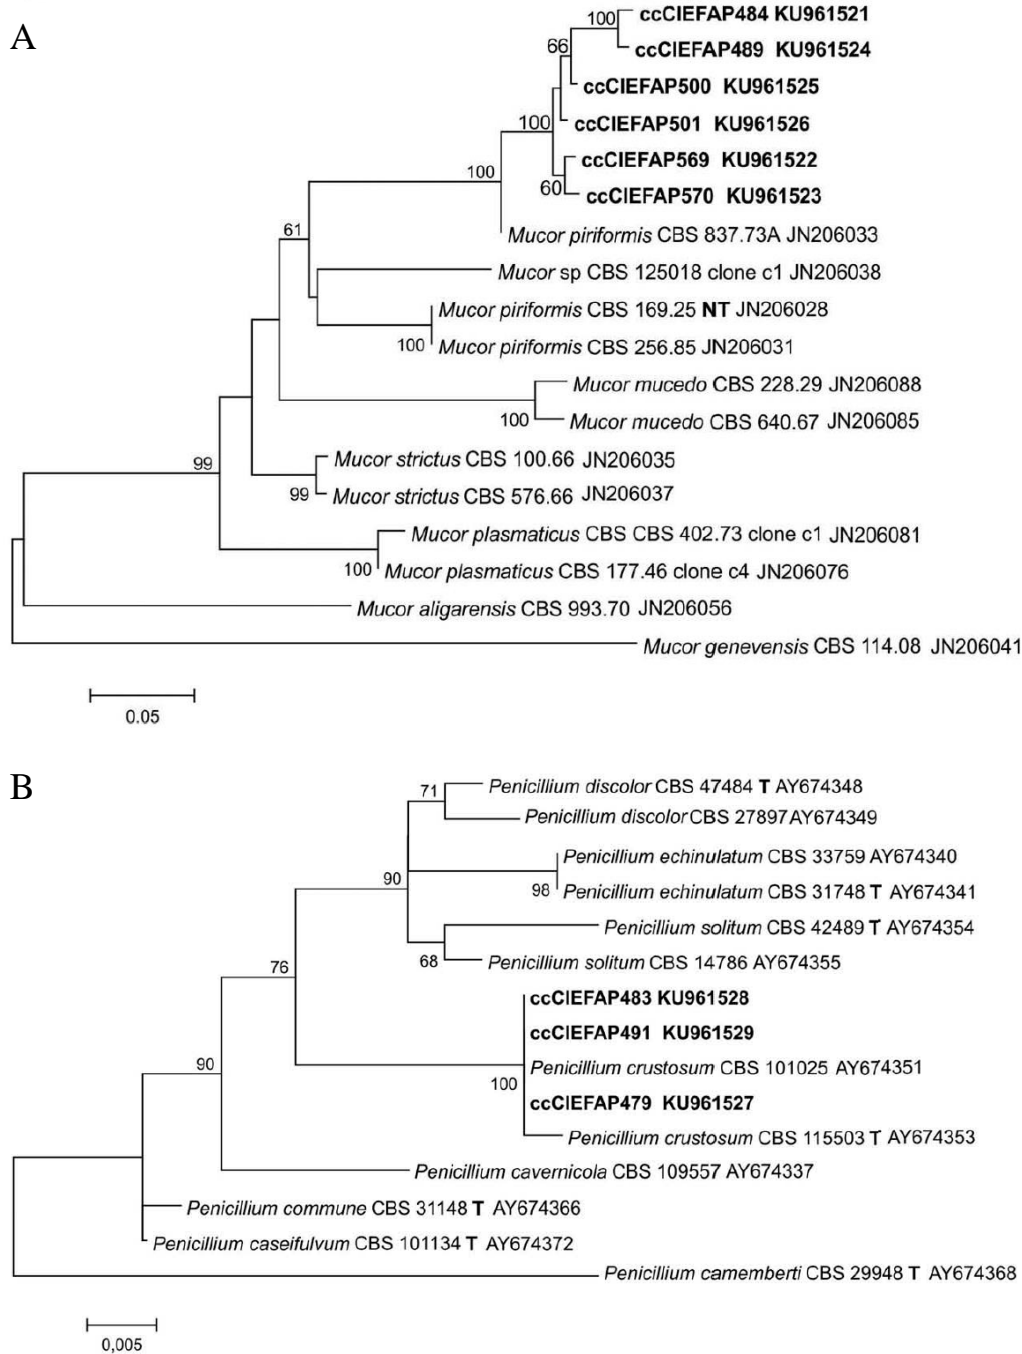 A
100 ccCIEFAP484 KU961521
66 ccCIEFAP489 KU961524
ccCIEFAP500 KU961525
100 ccCIEFAP501 KU961526
ccCIEFAP569 KU961522
100
60 ccCIEFAP570 KU961523
61 Mucor piriformis CBS 837.73A JN206033
Mucor sp CBS 125018 clone c1 JN206038
Mucor piriformis CBS 169.25 NT JN206028
100 Mucor piriformis CBS 256.85 JN206031
Mucor mucedo CBS 228.29 JN206088
100 Mucor mucedo CBS 640.67 JN206085
99 Mucor strictus CBS 100.66 JN206035
99 Mucor strictus CBS 576.66 JN206037
Mucor plasmaticus CBS CBS 402.73 clone c1 JN206081
100 Mucor plasmaticus CBS 177.46 clone c4 JN206076
Mucor aligarensis CBS 993.70 JN206056
Mucor genevensis CBS 114.08 JN206041
0.05
B
71 Penicillium discolor CBS 47484 T AY674348
Penicillium discolorCBS 27897AY674349
Penicillium echinulatum CBS 33759 AY674340
90
98 Penicillium echinulatum CBS 31748 T AY674341
Penicillium solitum CBS 42489 T AY674354
68 Penicillium solitum CBS 14786 AY674355
76
ccCIEFAP483 KU961528
ccCIEFAP491 KU961529
90 Penicillium crustosum CBS 101025 AY674351
100
ccCIEFAP479 KU961527
Penicillium crustosum CBS 115503 T AY674353
Penicillium cavernicola CBS 109557 AY674337
Penicillium commune CBS 31148 T AY674366
Penicillium caseifulvum CBS 101134 T AY674372
Penicillium camemberti CBS 29948 T AY674368
0,005